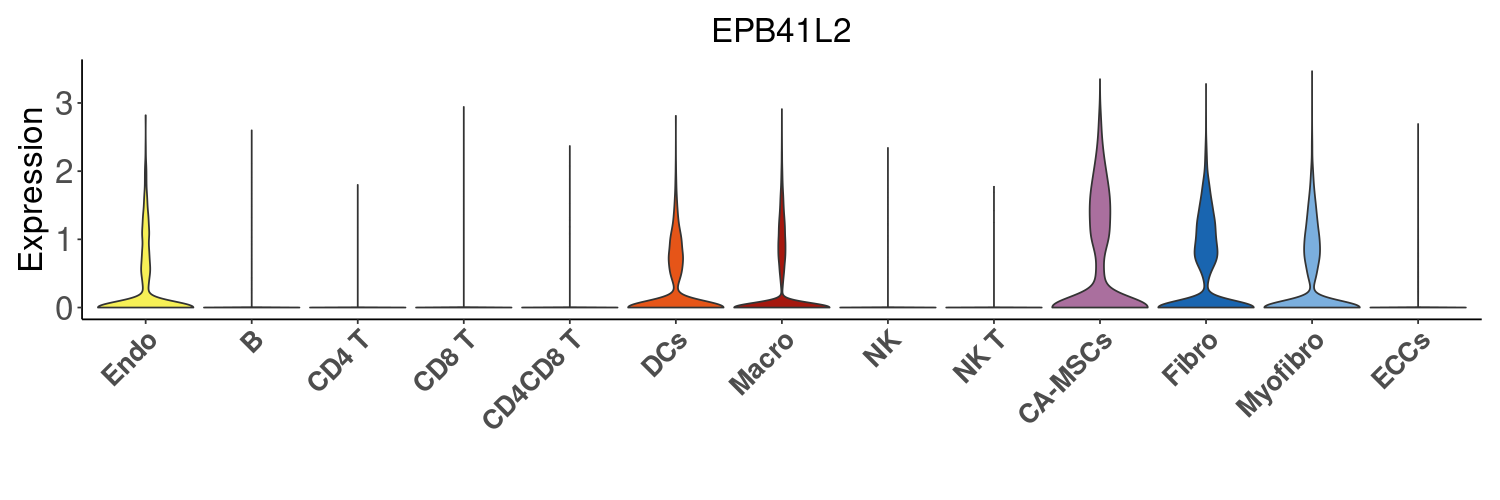 EPB41L2
Expression
3
2
1
0
Endo
B
CD4 T
CD8 T
CD4CD8 T
DCs
Macro
NK
NK T
CA-MSCs
Fibro
Myofibro
ECCs